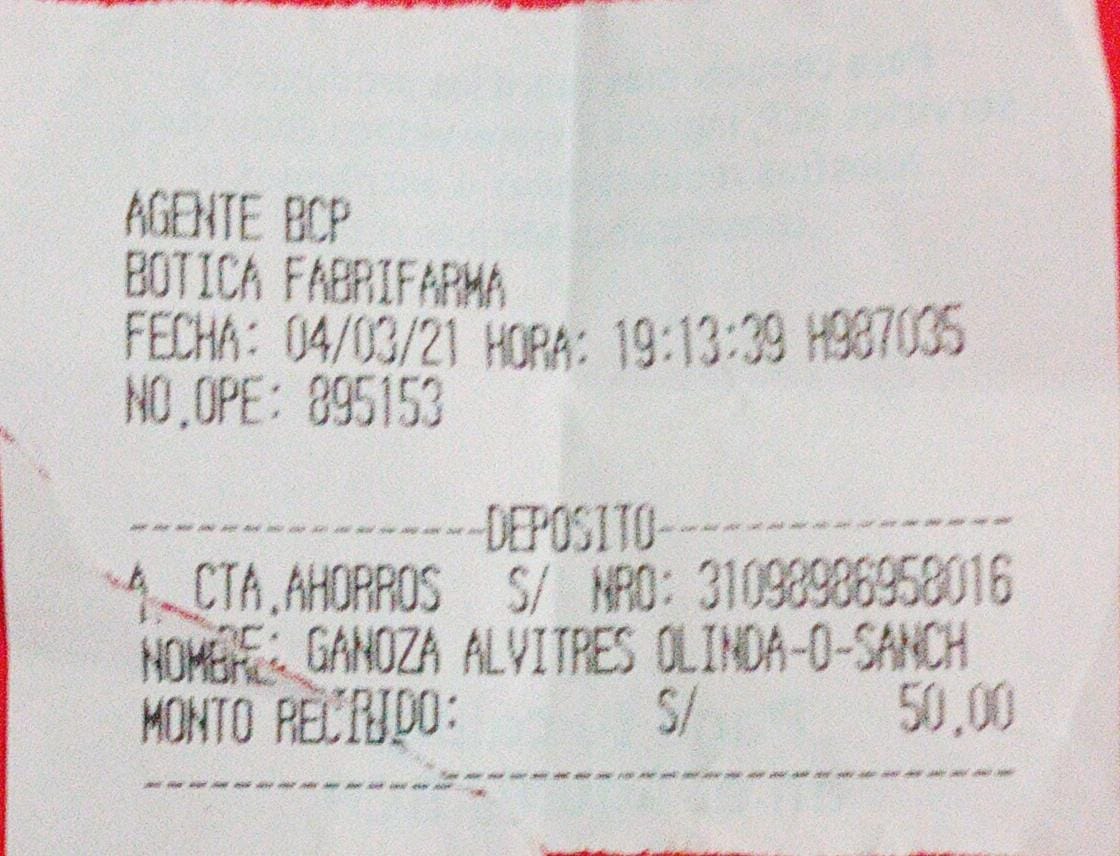 AGENTE BCP
BOTICA FABRIFARMA
FECHA: 04/03/21 HORA: 19:13:39 H987035
NO.OPE: 895153
----------------DEPOSITO----------------
A CTA.AHORROS S/ NRO: 31098986958016
NOMBRE: GANOZA ALVITRES OLINDA-O-SANCH
MONTO RECIBIDO: S/ 50.00